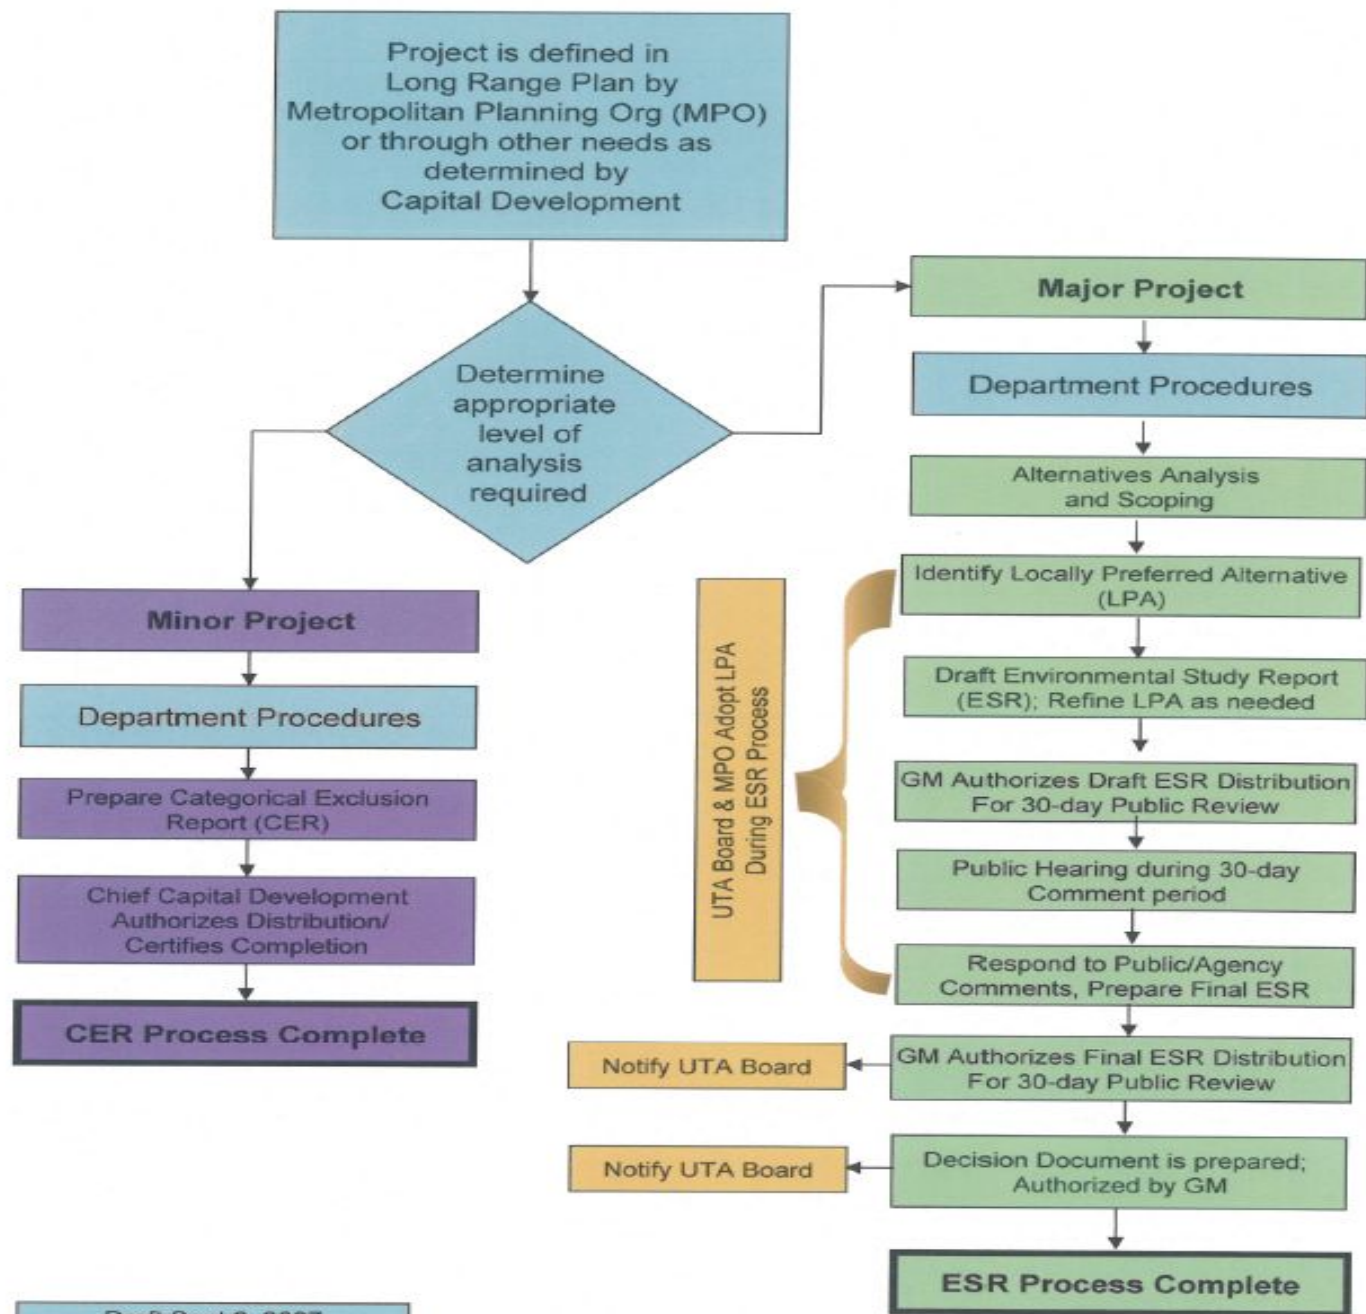 Project is defined in
Long Range Plan by
Metropolitan Planning Org (MPO)
or through other needs as
determined by
Capital Development
Determine
appropriate
level of
analysis
required
Minor Project
Department Procedures
Prepare Categorical Exclusion
Report (CER)
Chief Capital Development
Authorizes Distribution/
Certifies Completion
CER Process Complete
Major Project
Department Procedures
Alternatives Analysis
and Scoping
Identify Locally Preferred Alternative
(LPA)
Draft Environmental Study Report
(ESR); Refine LPA as needed
GM Authorizes Draft ESR Distribution
For 30-day Public Review
Public Hearing during 30-day
Comment period
Respond to Public/Agency
Comments, Prepare Final ESR
UTA Board & MPO Adopt LPA
During ESR Process
GM Authorizes Final ESR Distribution
For 30-day Public Review
Notify UTA Board
Decision Document is prepared;
Authorized by GM
Notify UTA Board
ESR Process Complete